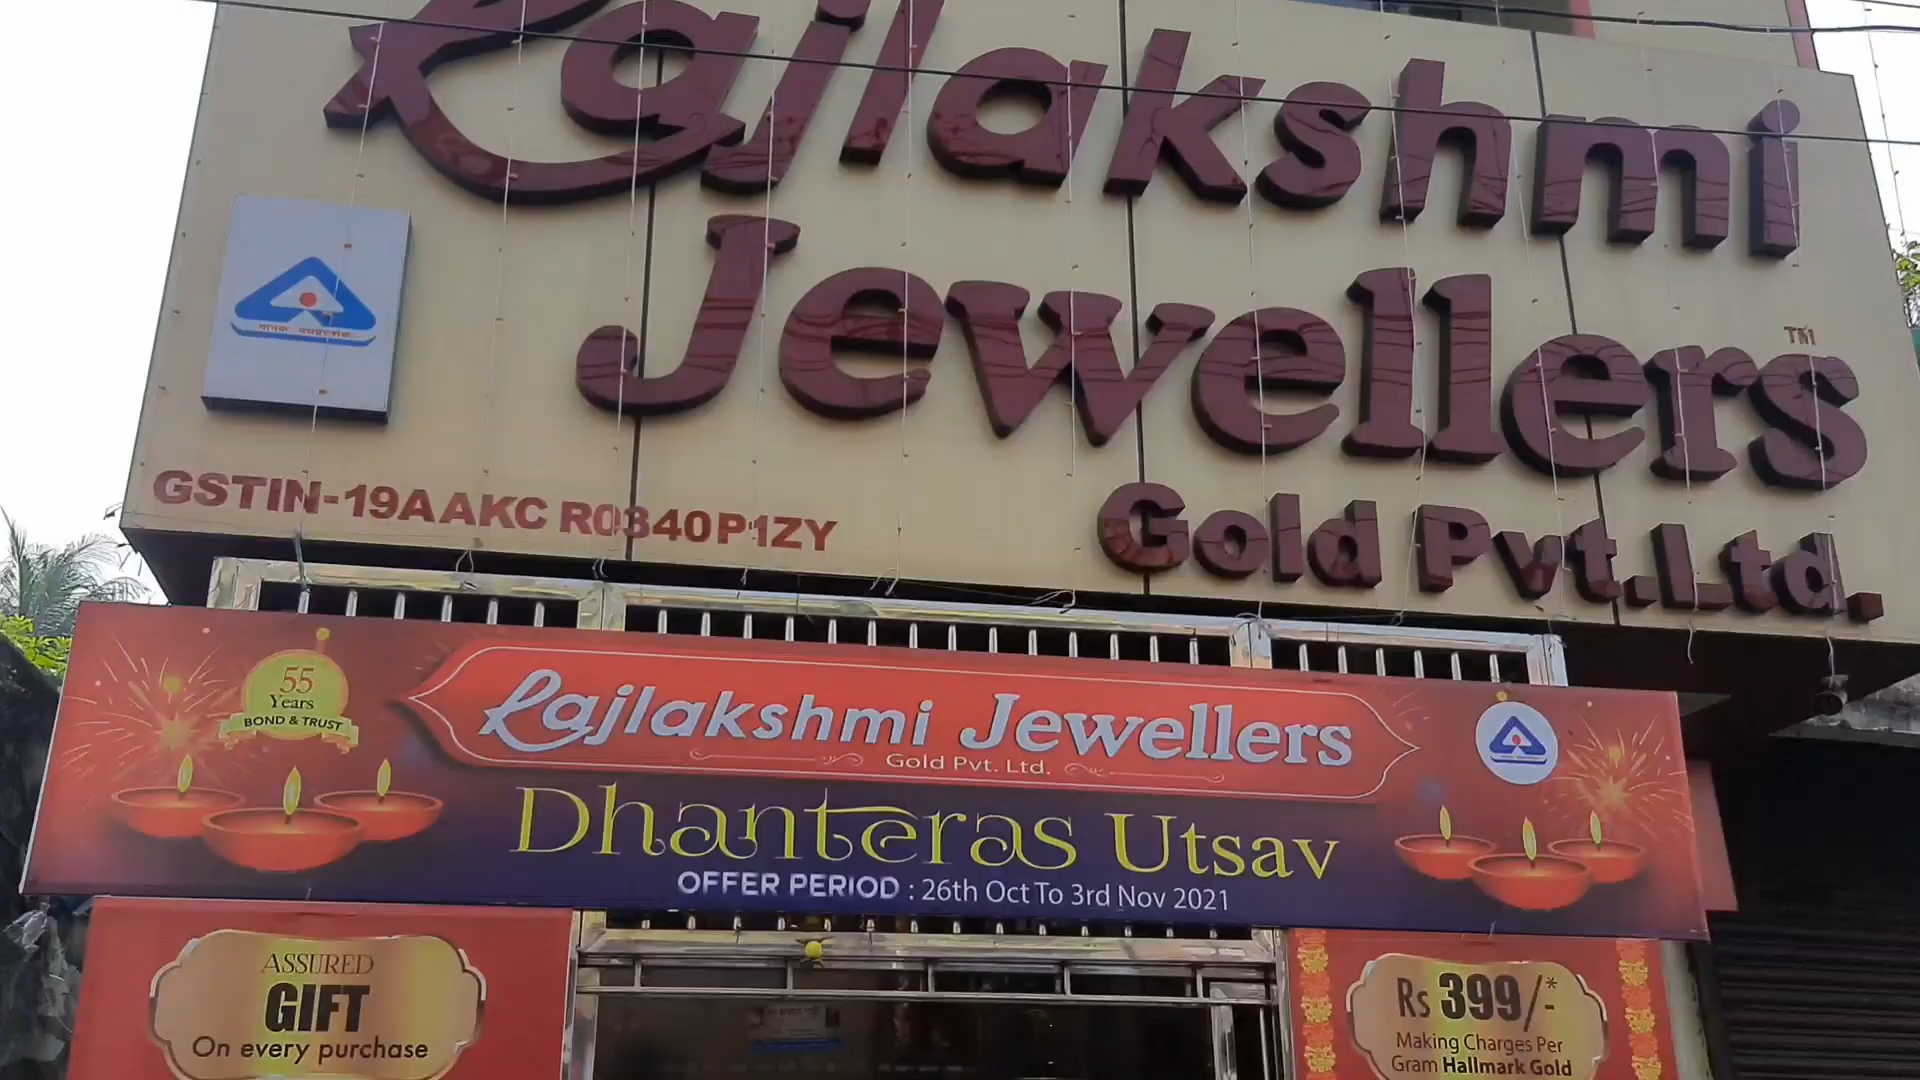 Rajlakshmi
Jewellers
TM
Gold Pvt.Ltd.
GSTIN-19AAKC R0340P1ZY
55
Years
BOND & TRUST
Rajlakshmi Jewellers
Gold Pvt. Ltd.
Dhanteras Utsav
OFFER PERIOD : 26th Oct To 3rd Nov 2021
ASSURED
GIFT
On every purchase
Rs 399/-*
Making Charges Per
Gram Hallmark Gold